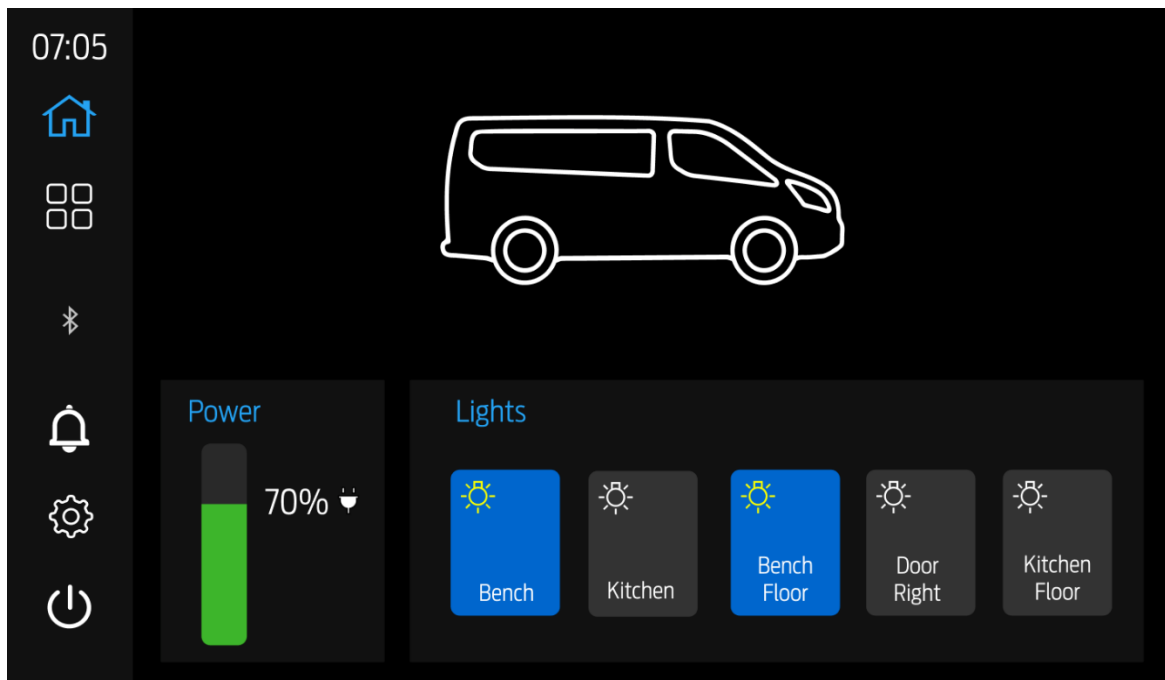 07:05
Power
70%
Lights
Bench
Kitchen
Bench
Floor
Door
Right
Kitchen
Floor